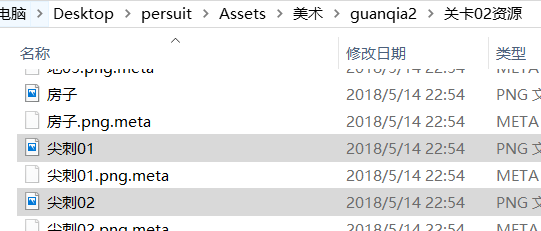 电脑 > Desktop > persuit > Assets > 美术 > guanqia2 > 关卡02资源
名称 修改日期 类型
地05.png.meta 2018/5/14 22:54 META
房子 2018/5/14 22:54 PNG 文
房子.png.meta 2018/5/14 22:54 META
尖刺01 2018/5/14 22:54 PNG 文
尖刺01.png.meta 2018/5/14 22:54 META
尖刺02 2018/5/14 22:54 PNG 文
尖刺02.png.meta 2018/5/14 22:54 META